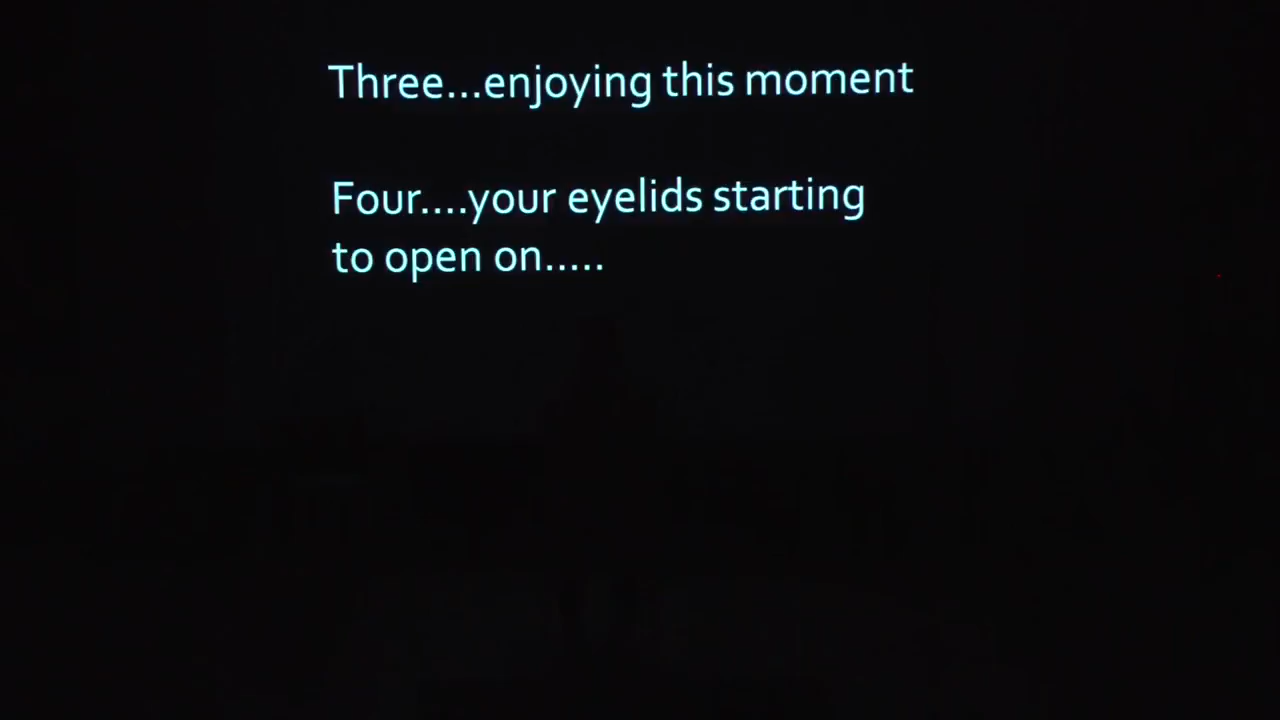 Three...enjoying this moment
Four....your eyelids starting
to open on.....